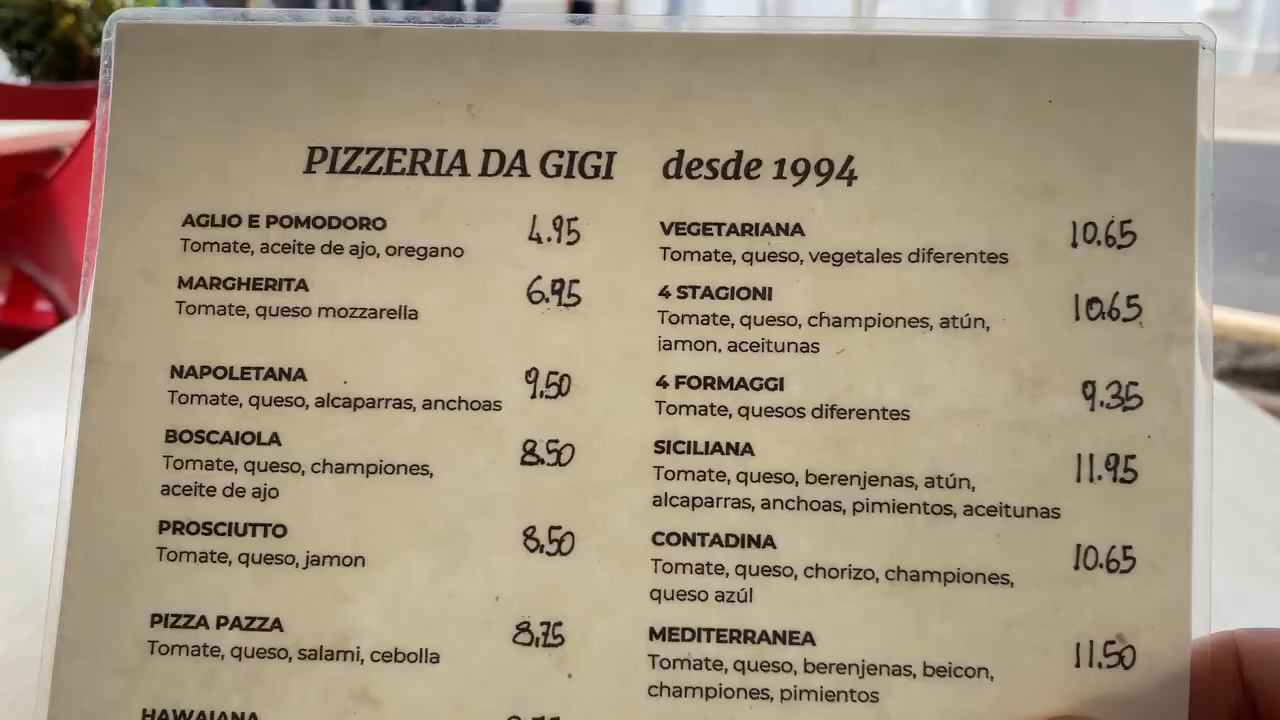 PIZZERIA DA GIGI desde 1994
AGLIO E POMODORO 4.95
Tomate, aceite de ajo, oregano
MARGHERITA 6.95
Tomate, queso mozzarella
NAPOLETANA 9.50
Tomate, queso, alcaparras, anchoas
BOSCAIOLA 8.50
Tomate, queso, championes,
aceite de ajo
PROSCIUTTO 8,50
Tomate, queso, jamon
PIZZA PAZZA 8,75
Tomate, queso, salami, cebolla
HAWAIANA
VEGETARIANA 10.65
Tomate, queso, vegetales diferentes
4 STAGIONI 10.65
Tomate, queso, championes, atún,
jamon, aceitunas
4 FORMAGGI 9.35
Tomate, quesos diferentes
SICILIANA 11.95
Tomate, queso, berenjenas, atún,
alcaparras, anchoas, pimientos, aceitunas
CONTADINA 10.65
Tomate, queso, chorizo, championes,
queso azúl
MEDITERRANEA 11.50
Tomate, queso, berenjenas, beicon,
championes, pimientos